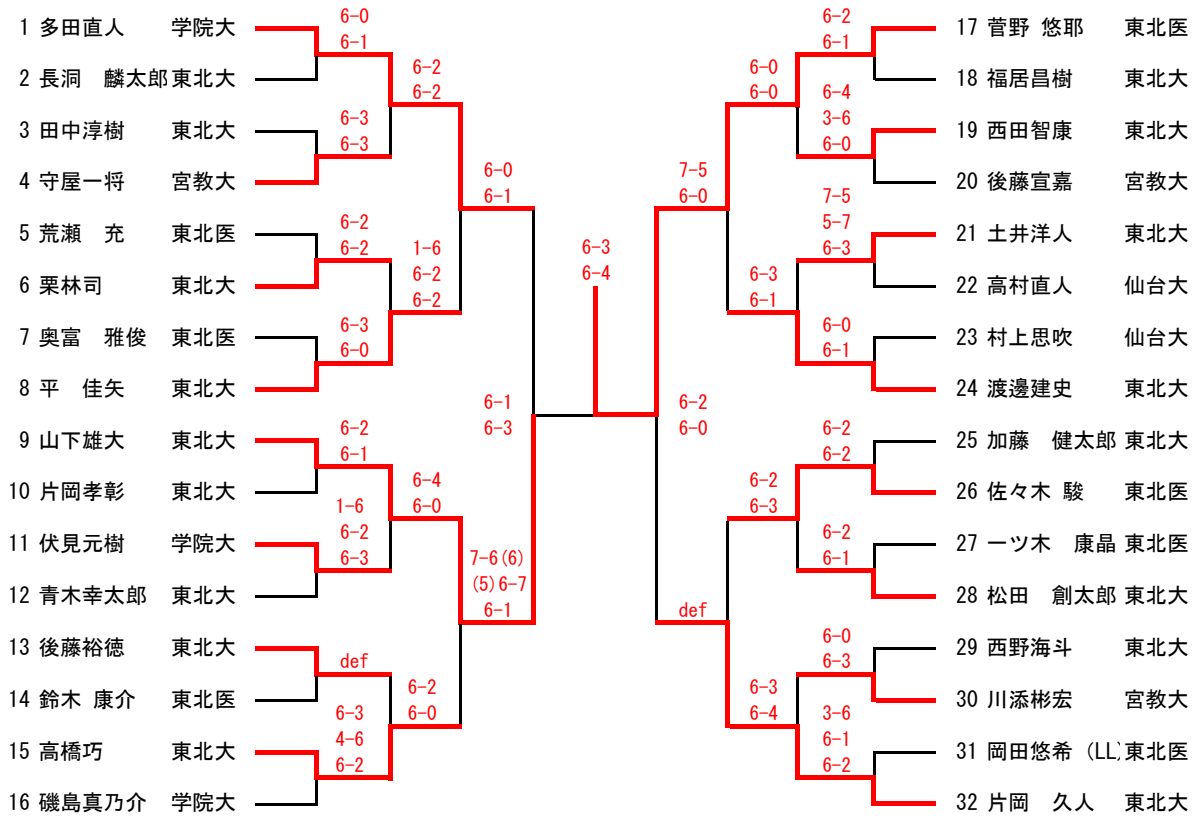 1 多田直人 学院大
2 長洞 麟太郎 東北大
3 田中淳樹 東北大
4 守屋一将 宮教大
5 荒瀬 充 東北医
6 栗林司 東北大
7 奥富 雅俊 東北医
8 平 佳矢 東北大
9 山下雄大 東北大
10 片岡孝彰 東北大
11 伏見元樹 学院大
12 青木幸太郎 東北大
13 後藤裕徳 東北大
14 鈴木 康介 東北医
15 高橋巧 東北大
16 磯島真乃介 学院大
6-0
6-1
6-3
6-3
6-2
6-2
6-3
6-0
6-2
6-1
1-6
6-2
6-3
def
6-3
4-6
6-2
6-2
6-2
1-6
6-2
6-2
6-4
6-0
6-2
6-0
6-0
6-1
7-6(6)
(5)6-7
6-1
6-1
6-3
6-3
6-4
6-2
6-0
7-5
6-0
def
6-0
6-0
6-3
6-1
6-2
6-3
6-3
6-4
6-2
6-1
6-4
3-6
6-0
7-5
5-7
6-3
6-0
6-1
6-2
6-2
6-2
6-1
6-0
6-3
3-6
6-1
6-2
17 菅野 悠耶 東北医
18 福居昌樹 東北大
19 西田智康 東北大
20 後藤宣嘉 宮教大
21 土井洋人 東北大
22 高村直人 仙台大
23 村上思吹 仙台大
24 渡邊建史 東北大
25 加藤 健太郎 東北大
26 佐々木 駿 東北医
27 一ツ木 康晶 東北医
28 松田 創太郎 東北大
29 西野海斗 東北大
30 川添彬宏 宮教大
31 岡田悠希 (LL) 東北医
32 片岡 久人 東北大